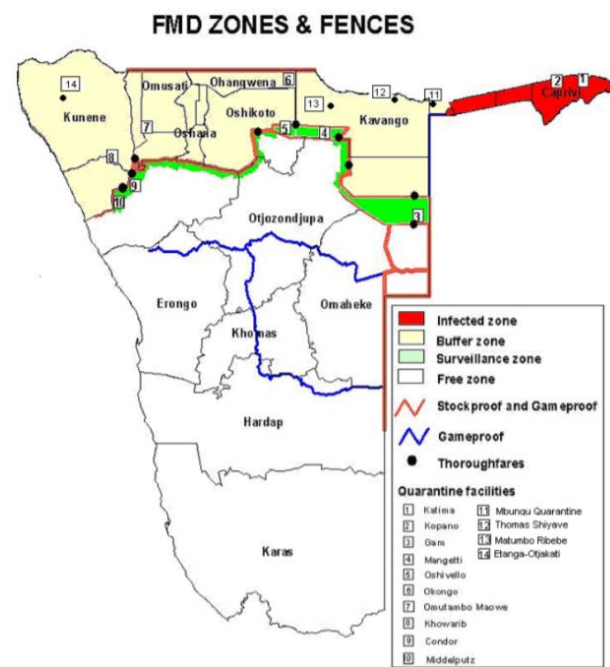 FMD ZONES & FENCES
14
Kunene
Omusati
Ohangwena
6
Oshikoto
Oshana
7
8
9
10
5
4
13
12
11
Kavango
2
1
Caprivi
3
Otjozondjupa
Erongo
Omaheke
Khomas
Hardap
Karas
Infected zone
Buffer zone
Surveillance zone
Free zone
Stockproof and Gameproof
Gameproof
Thoroughfares
Quarantine facilities
1 Katima
2 Kopano
3 Gam
4 Mangetti
5 Oshivello
6 Okongo
7 Omutambo Maowe
8 Khowarib
9 Condor
10 Middelputz
11 Mbungu Quarantine
12 Thomas Shiyave
13 Matumbo Ribebe
14 Etanga-Otjakati